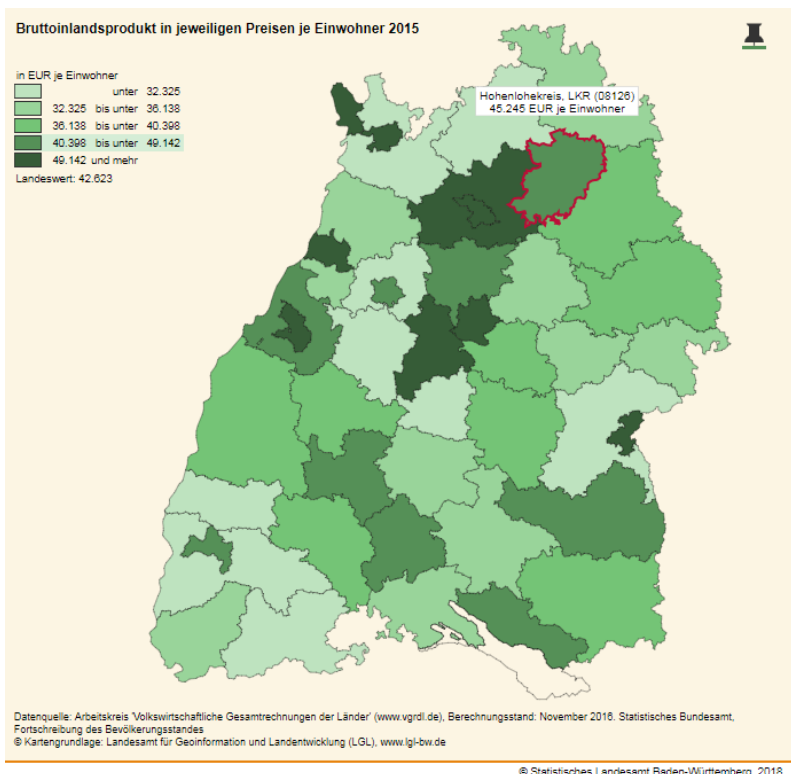 Bruttoinlandsprodukt in jeweiligen Preisen je Einwohner 2015
in EUR je Einwohner
unter 32.325
32.325 bis unter 36.138
36.138 bis unter 40.398
40.398 bis unter 49.142
49.142 und mehr
Landeswert: 42.623
Hohenlohekreis, LKR (08126)
45.245 EUR je Einwohner
Datenquelle: Arbeitskreis 'Volkswirtschaftliche Gesamtrechnungen der Länder' (www.vgrdl.de), Berechnungsstand: November 2016. Statistisches Bundesamt,
Fortschreibung des Bevölkerungsstandes
© Kartengrundlage: Landesamt für Geoinformation und Landentwicklung (LGL), www.lgl-bw.de
© Statistisches Landesamt Baden-Württemberg, 2018